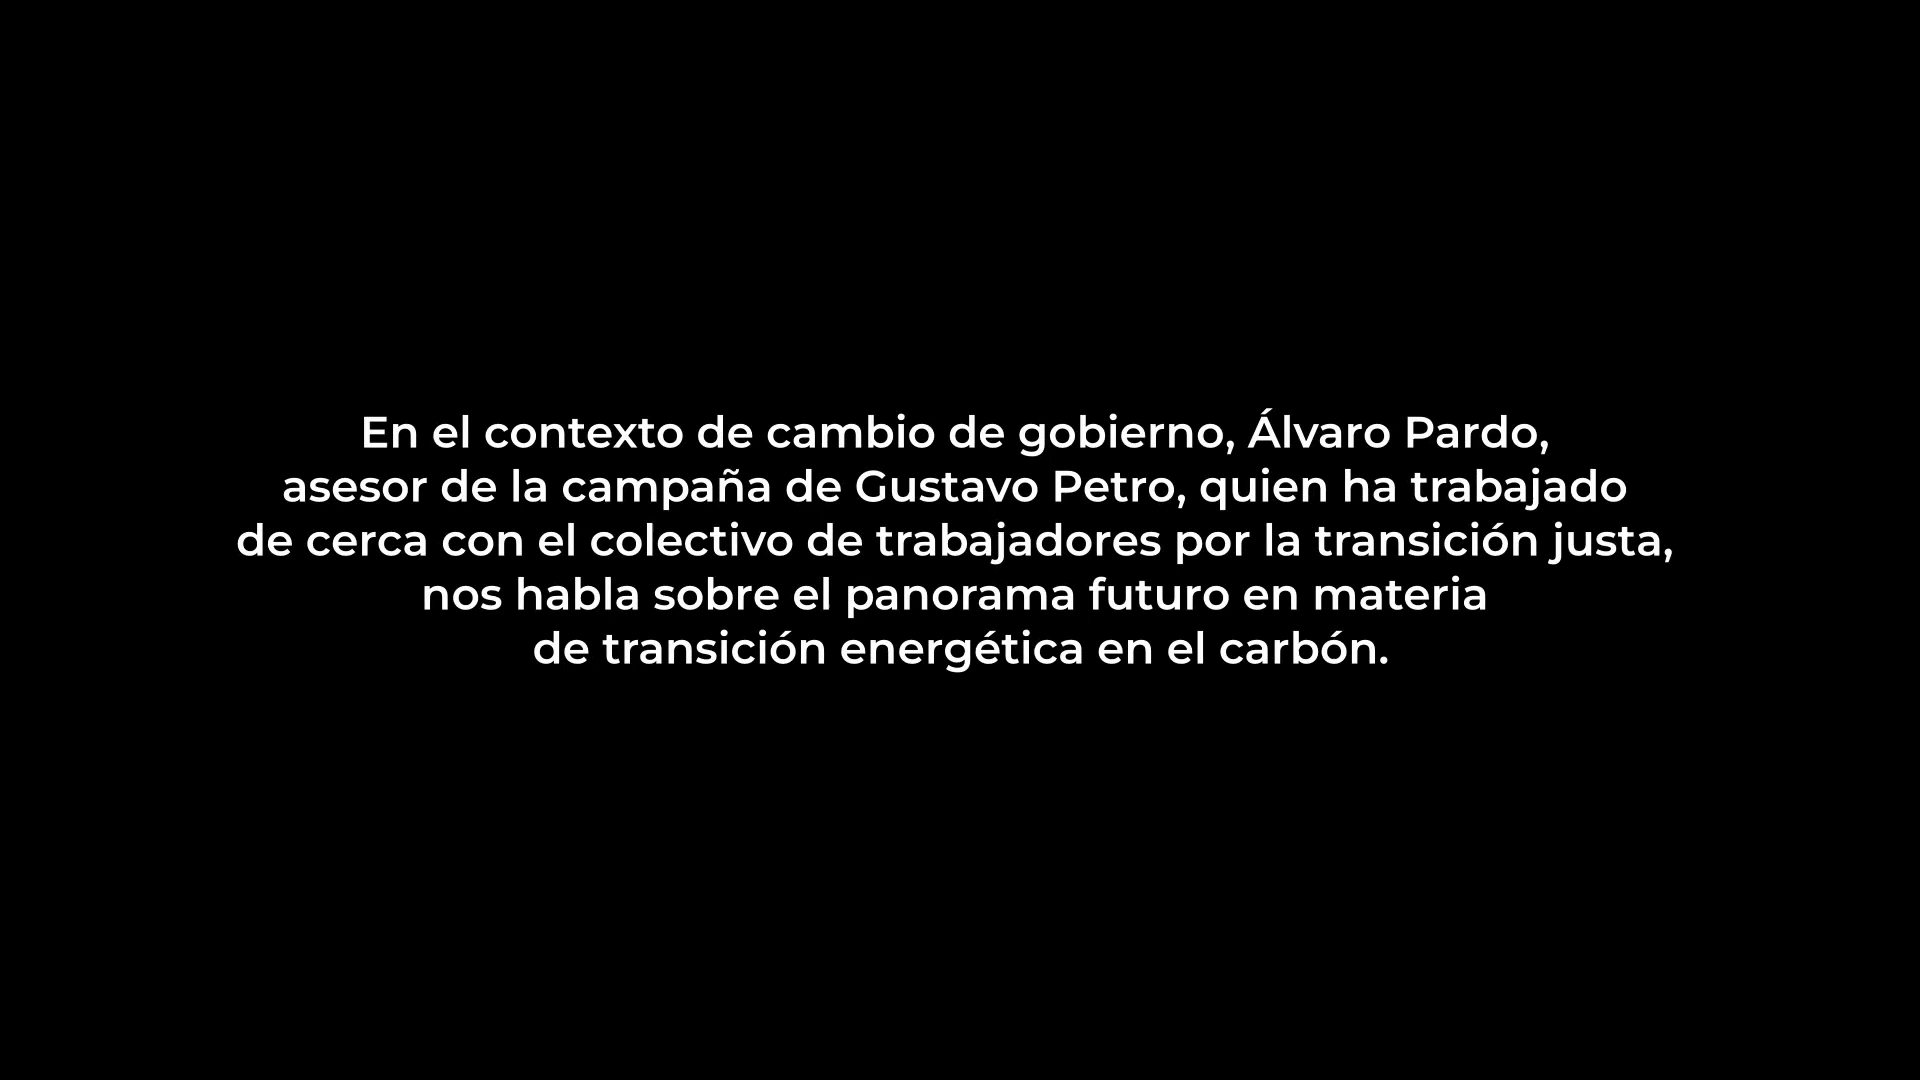 En el contexto de cambio de gobierno, Álvaro Pardo,
asesor de la campaña de Gustavo Petro, quien ha trabajado
de cerca con el colectivo de trabajadores por la transición justa,
nos habla sobre el panorama futuro en materia
de transición energética en el carbón.